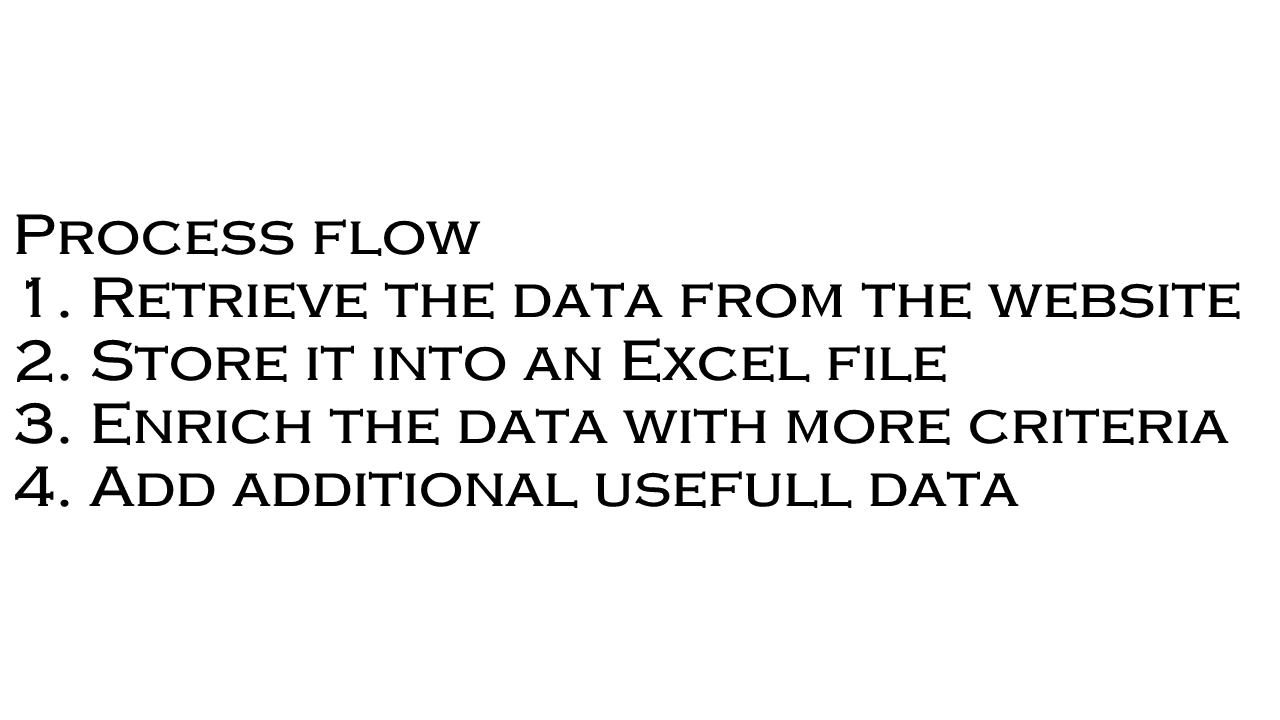 Process flow
1. Retrieve the data from the website
2. Store it into an Excel file
3. Enrich the data with more criteria
4. Add additional usefull data